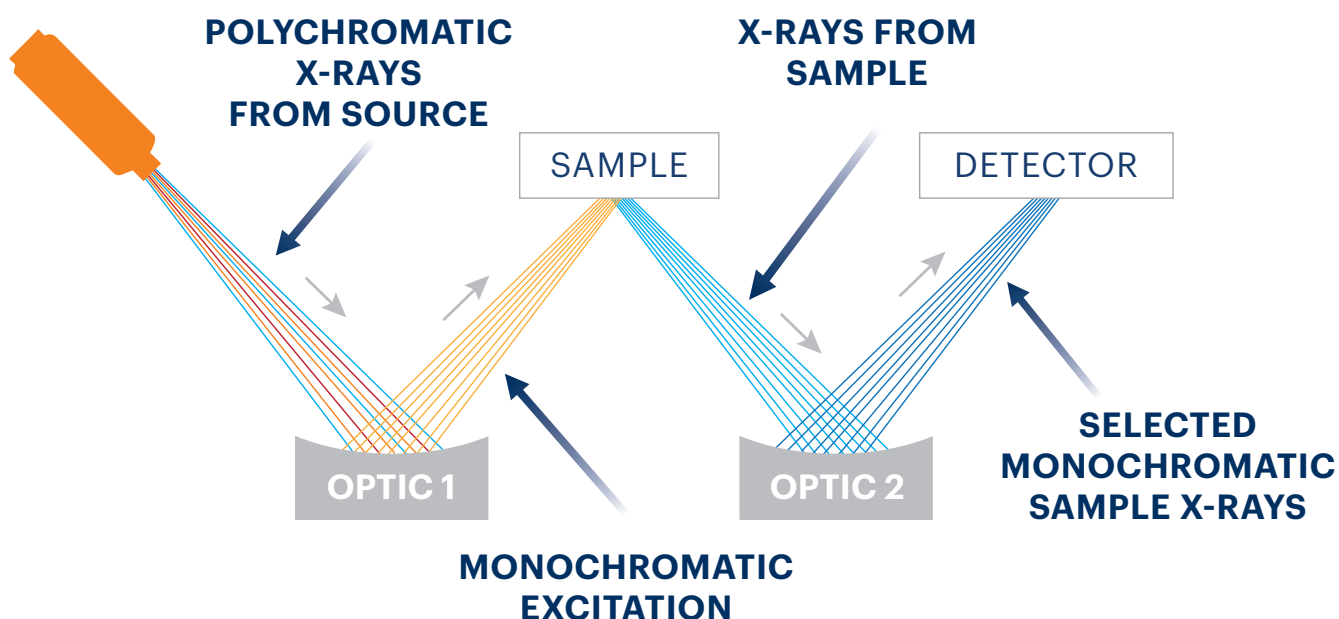 POLYCHROMATIC
X-RAYS
FROM SOURCE
X-RAYS FROM
SAMPLE
SAMPLE
DETECTOR
OPTIC 1
OPTIC 2
SELECTED
MONOCHROMATIC
SAMPLE X-RAYS
MONOCHROMATIC
EXCITATION